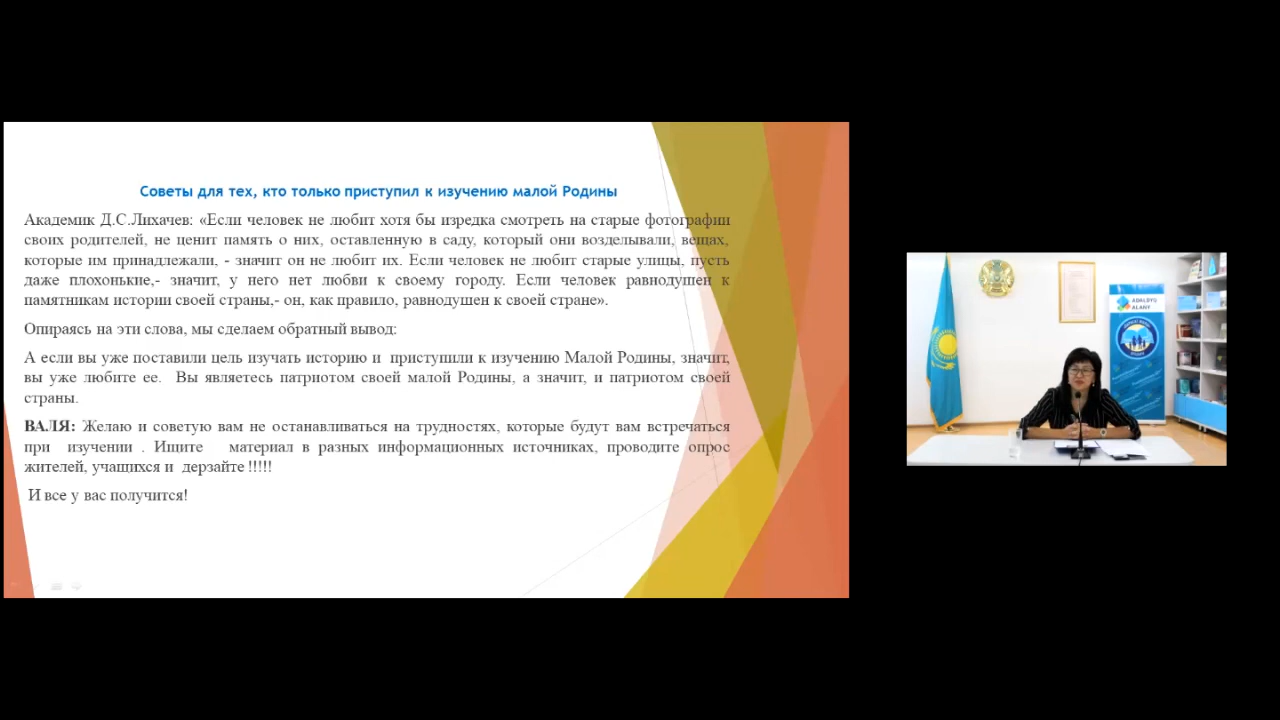 Советы для тех, кто только приступил к изучению малой Родины
Академик Д.С.Лихачев: «Если человек не любит хотя бы изредка смотреть на старые фотографии
своих родителей, не ценит память о них, оставленную в саду, который они возделывали, вещах,
которые им принадлежали, - значит он не любит их. Если человек не любит старые улицы, пусть
даже плохонькие,- значит, у него нет любви к своему городу. Если человек равнодушен к
памятникам истории своей страны,- он, как правило, равнодушен к своей стране».
Опираясь на эти слова, мы сделаем обратный вывод:
А если вы уже поставили цель изучать историю и приступили к изучению Малой Родины, значит,
вы уже любите ее. Вы являетесь патриотом своей малой Родины, а значит, и патриотом своей
страны.
ВАЛЯ: Желаю и советую вам не останавливаться на трудностях, которые будут вам встречаться
при изучении . Ищите материал в разных информационных источниках, проводите опрос
жителей, учащихся и дерзайте !!!!!
И все у вас получится!